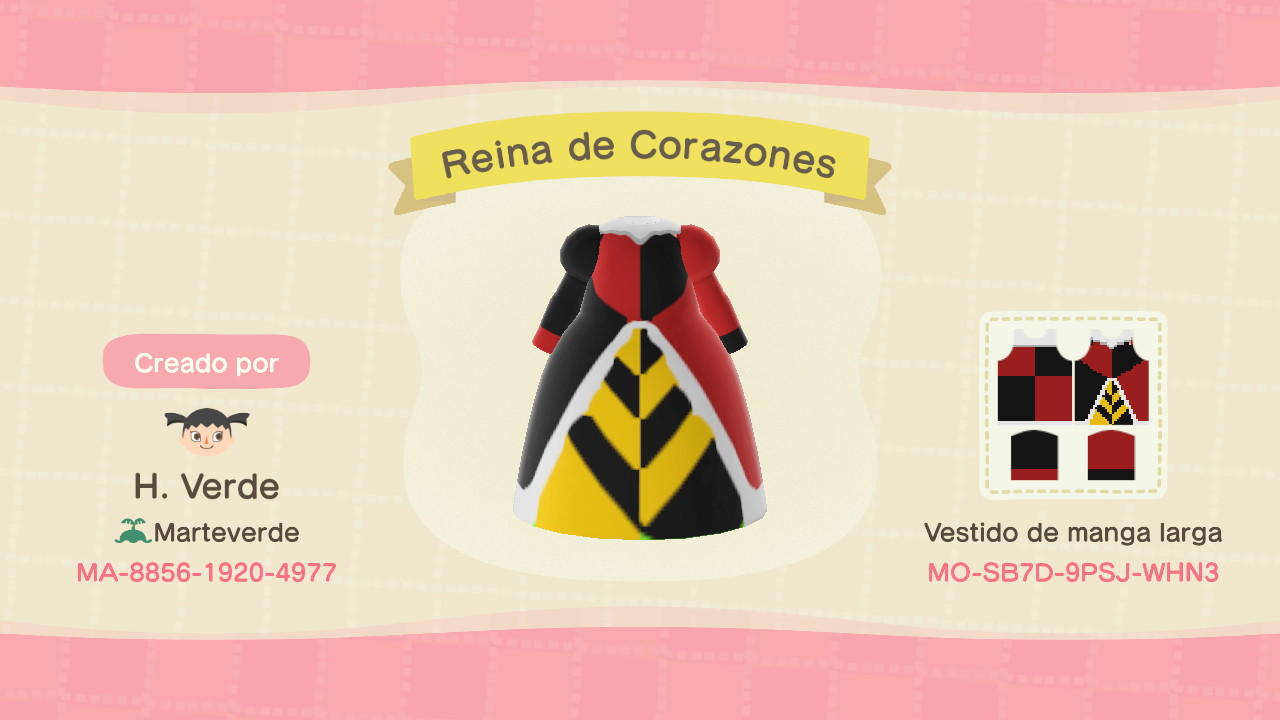 Reina de Corazones
Creado por
H. Verde
Marteverde
MA-8856-1920-4977
Vestido de manga larga
MO-SB7D-9PSJ-WHN3